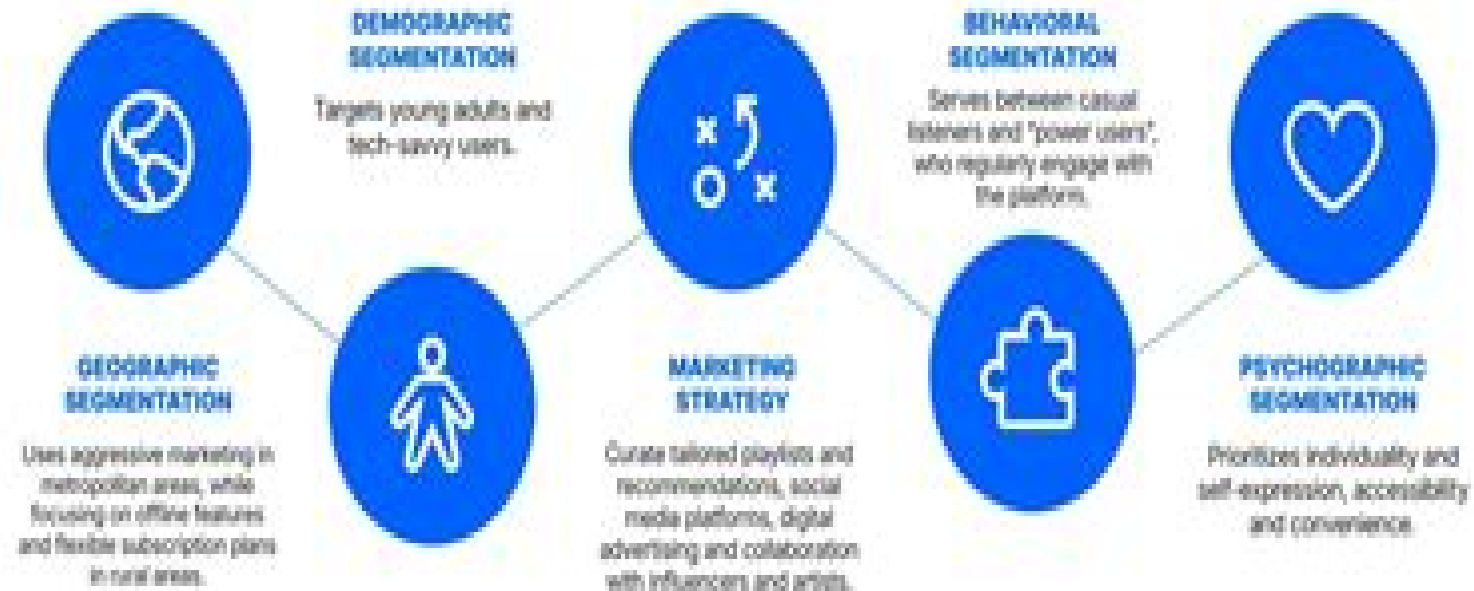 GEOGRAPHIC
SEGMENTATION
Uses aggressive marketing in
metropolitan areas, while
focusing on offline features
and flexible subscription plans
in rural areas.
DEMOGRAPHIC
SEGMENTATION
Targets young adults and
tech-savvy users.
MARKETING
STRATEGY
Curate tailored playlists and
recommendations, social
media platforms, digital
advertising and collaboration
with influencers and artists.
BEHAVIORAL
SEGMENTATION
Serves between casual
listeners and "power users",
who regularly engage with
the platform.
PSYCHOGRAPHIC
SEGMENTATION
Prioritizes individuality and
self-expression, accessibility
and convenience.